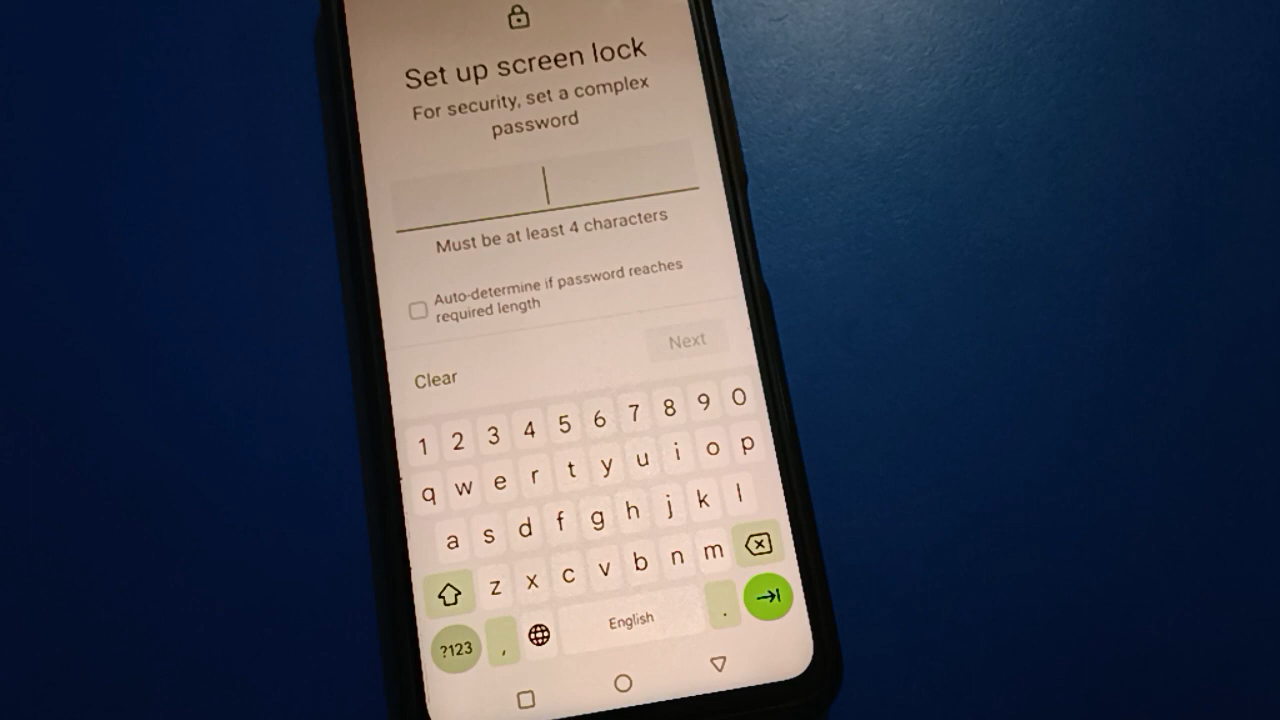 Set up screen lock
For security, set a complex
password
Must be at least 4 characters
Auto-determine if password reaches
required length
Next
Clear
1 2 3 4 5 6 7 8 9 0
q w e r t y u i o p
a s d f g h j k l
z x c v b n m
?123 , English .